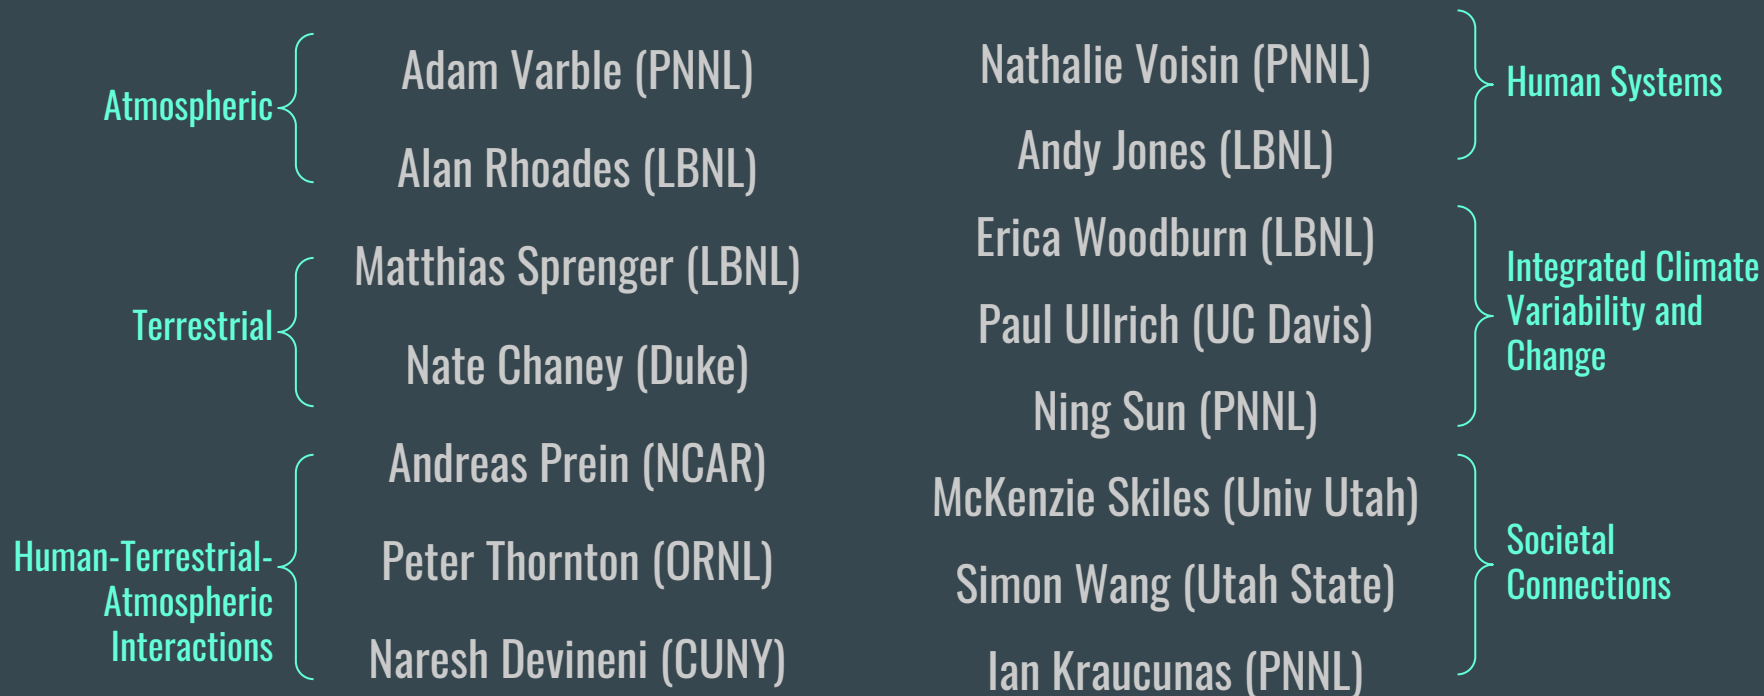 Atmospheric
Adam Varble (PNNL)
Alan Rhoades (LBNL)
Terrestrial
Matthias Sprenger (LBNL)
Nate Chaney (Duke)
Human-Terrestrial-
Atmospheric
Interactions
Andreas Prein (NCAR)
Peter Thornton (ORNL)
Naresh Devineni (CUNY)
Nathalie Voisin (PNNL)
Andy Jones (LBNL)
Human Systems
Erica Woodburn (LBNL)
Paul Ullrich (UC Davis)
Ning Sun (PNNL)
Integrated Climate
Variability and
Change
McKenzie Skiles (Univ Utah)
Simon Wang (Utah State)
Ian Kraucunas (PNNL)
Societal
Connections